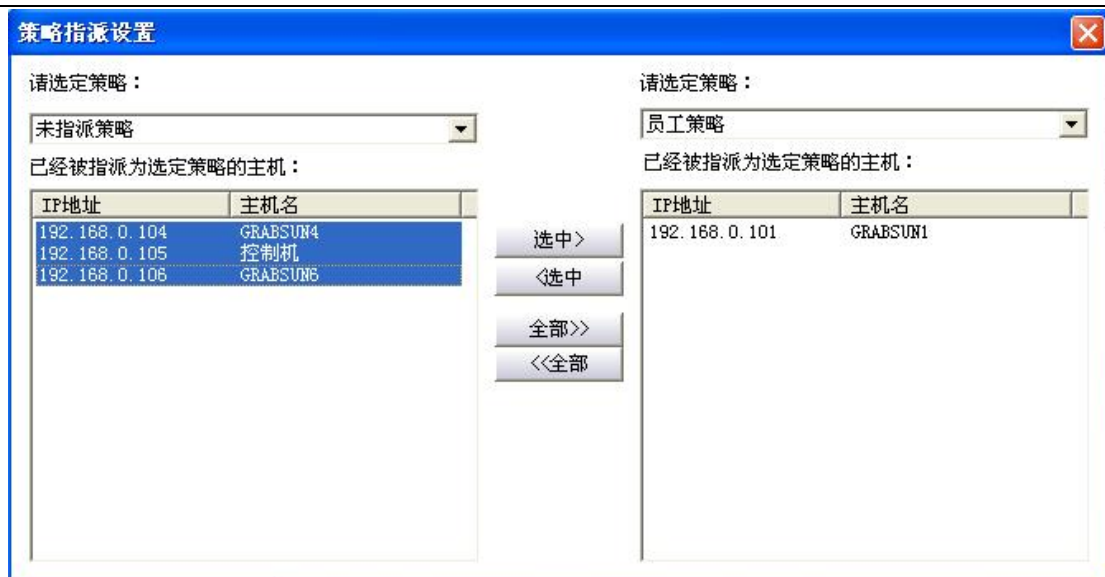 策略指派设置
请选定策略：
未指派策略
已经被指派为选定策略的主机：
IP地址 主机名
192.168.0.104 GRABSUN4
192.168.0.105 控制机
192.168.0.106 GRABSUN6
选中>
<选中
全部>>
<<全部
请选定策略：
员工策略
已经被指派为选定策略的主机：
IP地址 主机名
192.168.0.101 GRABSUN1